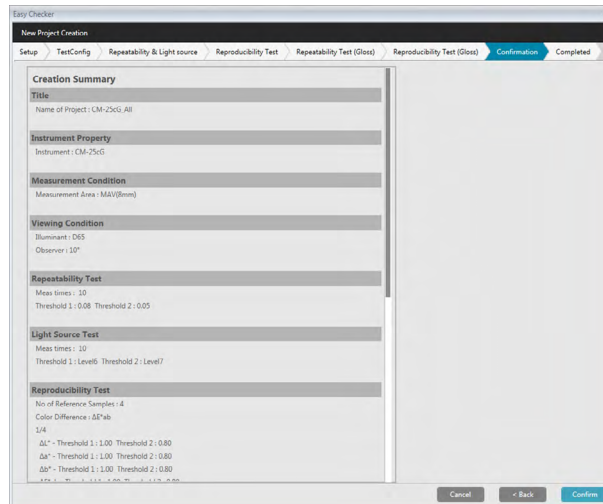 Easy Checker
New Project Creation
Setup TestConfig Repeatability & Light source Reproducibility Test Repeatability Test (Gloss) Reproducibility Test (Gloss) Confirmation Completed
Creation Summary
Title
Name of Project : CM-25cG_All
Instrument Property
Instrument : CM-25cG
Measurement Condition
Measurement Area : MAV(8mm)
Viewing Condition
Illuminant : D65
Observer : 10°
Repeatability Test
Meas times : 10
Threshold 1 : 0.08 Threshold 2 : 0.05
Light Source Test
Meas times : 10
Threshold 1 : Level6 Threshold 2 : Level7
Reproducibility Test
No of Reference Samples : 4
Color Difference : ΔE*ab
1/4
ΔL* - Threshold 1 : 1.00 Threshold 2 : 0.80
Δa* - Threshold 1 : 1.00 Threshold 2 : 0.80
Δb* - Threshold 1 : 1.00 Threshold 2 : 0.80
Cancel < Back Confirm